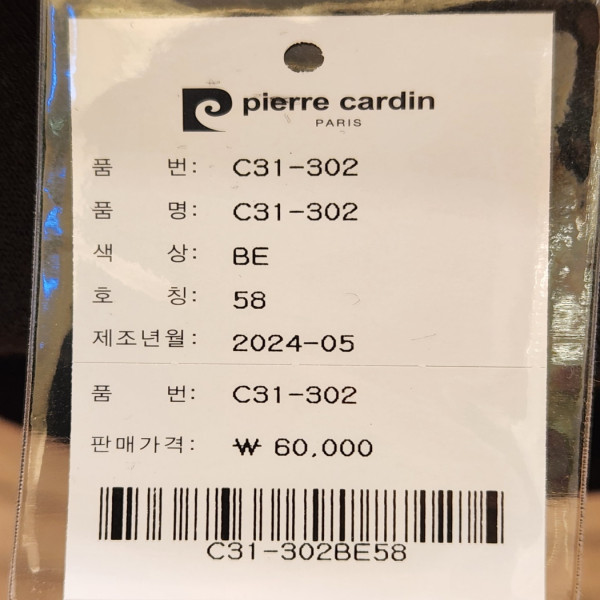 pierre cardin
PARIS
품 번: C31-302
품 명: C31-302
색 상: BE
호 칭: 58
제조년월: 2024-05
품 번: C31-302
판매가격: ₩ 60,000
C31-302BE58